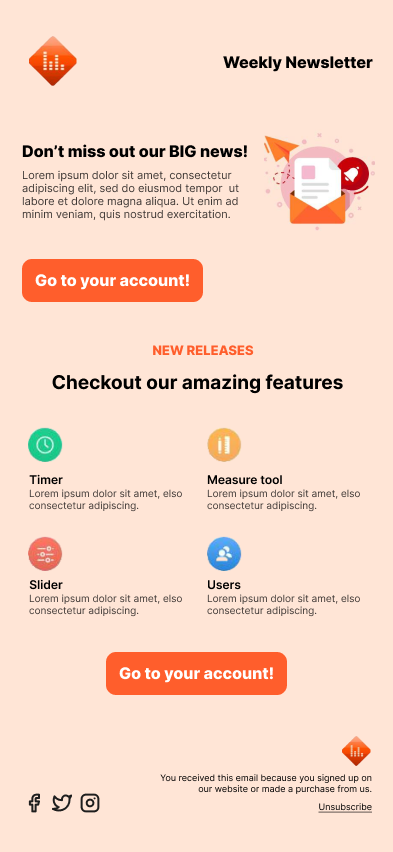 Weekly Newsletter
Don’t miss out our BIG news!
Lorem ipsum dolor sit amet, consectetur
adipiscing elit, sed do eiusmod tempor ut
labore et dolore magna aliqua. Ut enim ad
minim veniam, quis nostrud exercitation.
Go to your account!
NEW RELEASES
Checkout our amazing features
Timer
Lorem ipsum dolor sit amet, elso
consectetur adipiscing.
Measure tool
Lorem ipsum dolor sit amet, elso
consectetur adipiscing.
Slider
Lorem ipsum dolor sit amet, elso
consectetur adipiscing.
Users
Lorem ipsum dolor sit amet, elso
consectetur adipiscing.
Go to your account!
You received this email because you signed up on
our website or made a purchase from us.
Unsubscribe